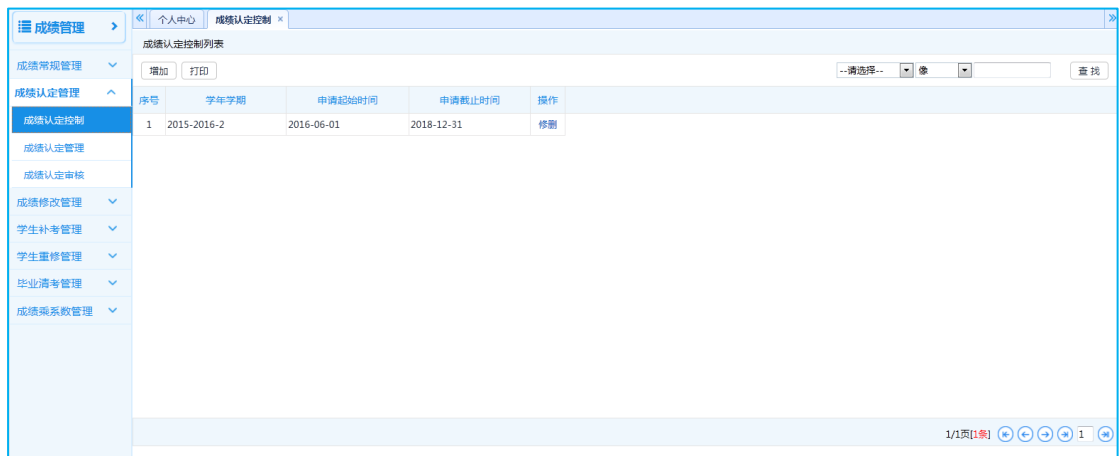 成绩管理
成绩常规管理
成绩认定管理
成绩认定控制
成绩认定管理
成绩认定审核
成绩修改管理
学生补考管理
学生重修管理
毕业清考管理
成绩乘系数管理
个人中心 成绩认定控制 ×
成绩认定控制列表
增加 打印 --请选择-- 像 查 找
序号 学年学期 申请起始时间 申请截止时间 操作
1 2015-2016-2 2016-06-01 2018-12-31 修删
1/1页[1条] 1